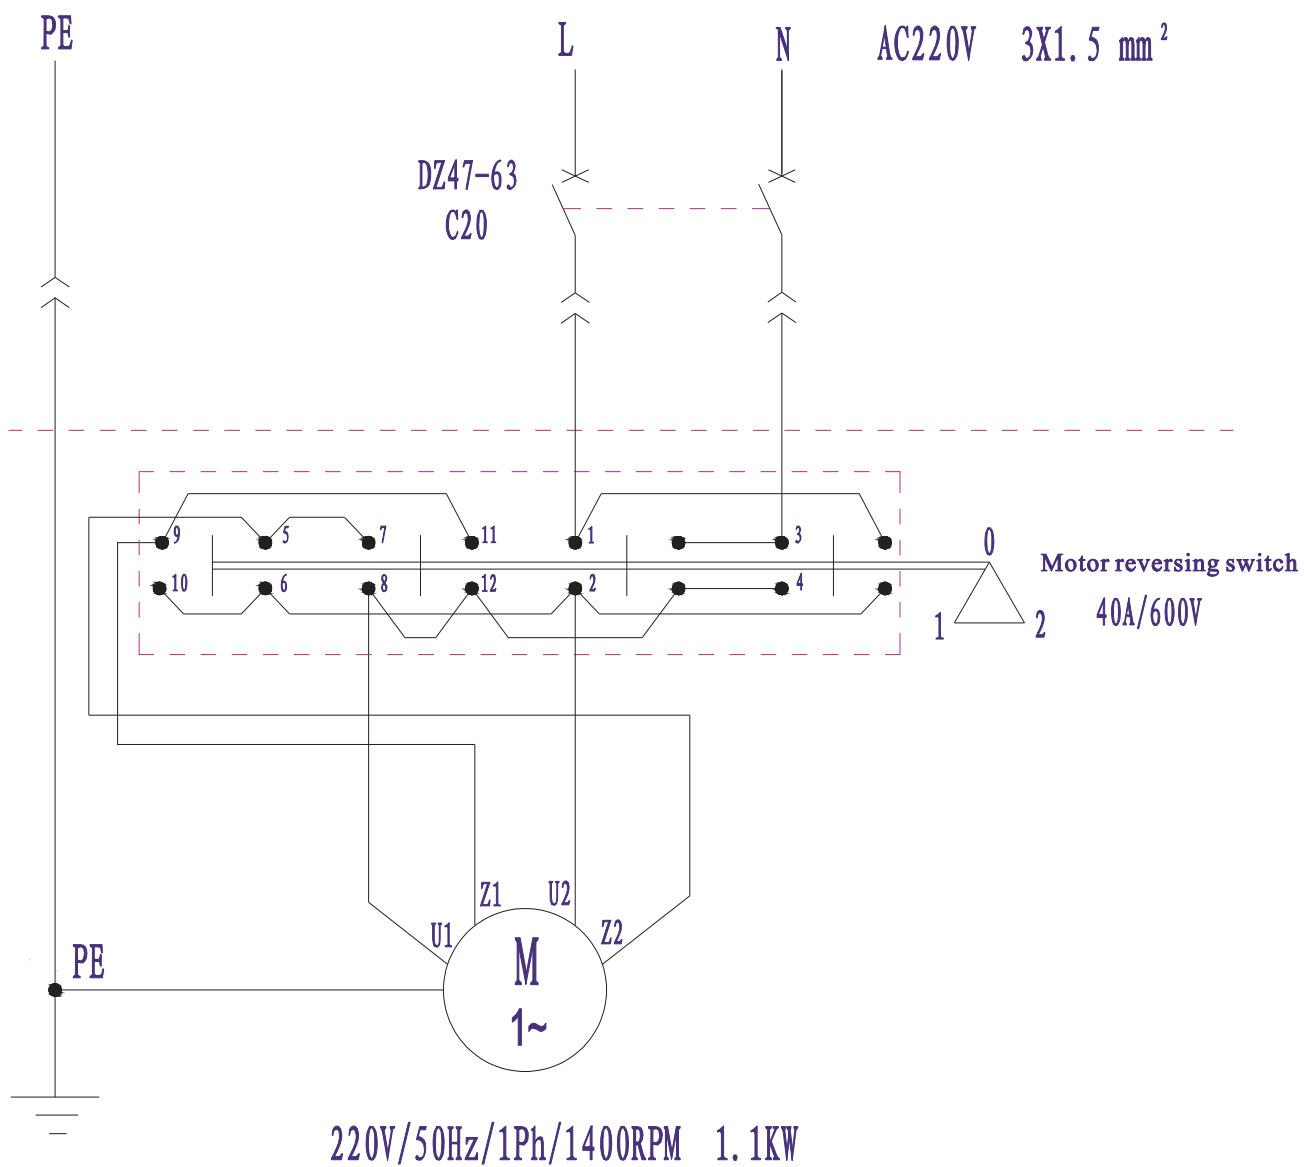 PE
L
N
AC220V 3X1.5 mm²
DZ47-63
C20
9
5
7
11
1
3
0
Motor reversing switch
10
6
8
12
2
4
40A/600V
1
2
Z1
U2
U1
Z2
PE
M
1~
220V/50Hz/1Ph/1400RPM 1.1KW